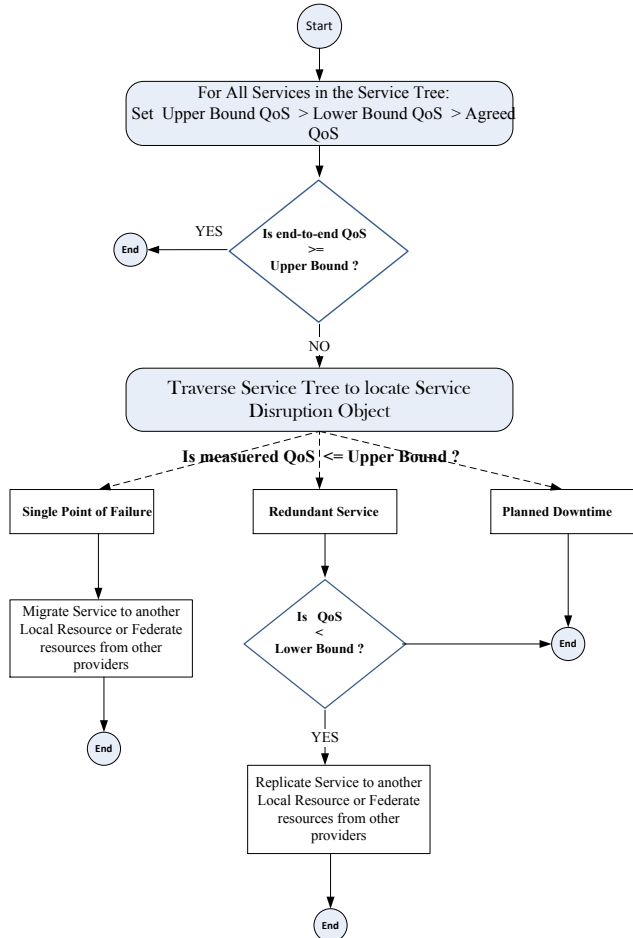 Start
For All Services in the Service Tree:
Set Upper Bound QoS > Lower Bound QoS > Agreed
QoS
Is end-to-end QoS
>=
Upper Bound ?
YES
End
NO
Traverse Service Tree to locate Service
Disruption Object
Is measuered QoS <= Upper Bound ?
Single Point of Failure
Redundant Service
Planned Downtime
Migrate Service to another
Local Resource or Federate
resources from other
providers
End
Is QoS
<
Lower Bound ?
End
YES
Replicate Service to another
Local Resource or Federate
resources from other
providers
End